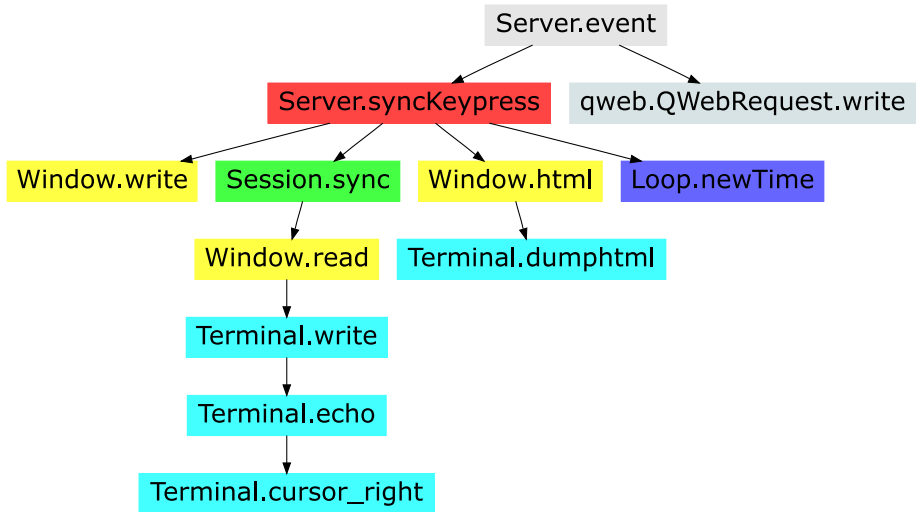 Server.event
Server.syncKeypress
qweb.QWebRequest.write
Window.write
Session.sync
Window.html
Loop.newTime
Window.read
Terminal.dumphtml
Terminal.write
Terminal.echo
Terminal.cursor_right